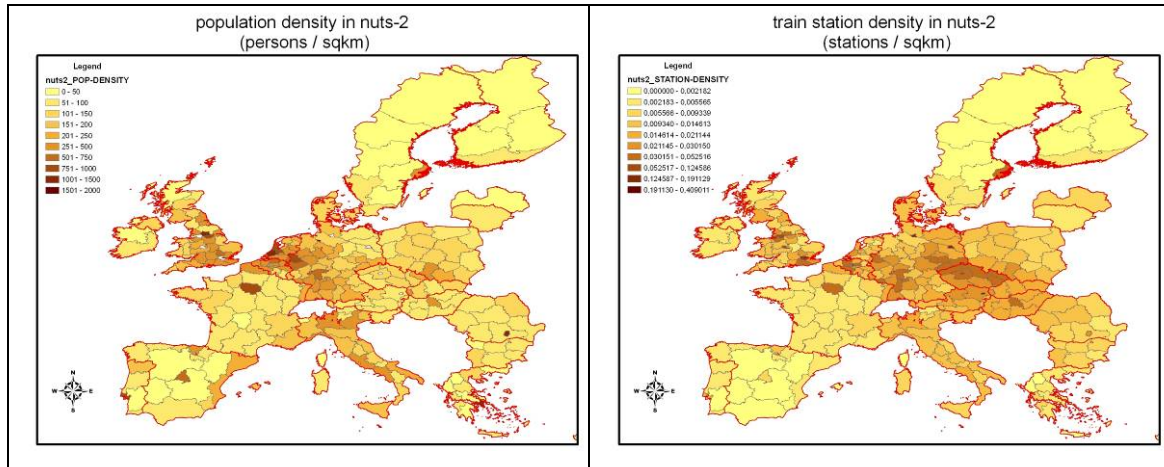 population density in nuts-2
(persons / sqkm)
Legend
nuts2_POP-DENSITY
0 - 50
51 - 100
101 - 150
151 - 200
201 - 250
251 - 500
501 - 750
751 - 1000
1001 - 1500
1501 - 2000
N
W E
S
train station density in nuts-2
(stations / sqkm)
Legend
nuts2_STATION-DENSITY
0,000000 - 0,002182
0,002183 - 0,005565
0,005566 - 0,009339
0,009340 - 0,014613
0,014614 - 0,021144
0,021145 - 0,030150
0,030151 - 0,052516
0,052517 - 0,124586
0,124587 - 0,191129
0,191130 - 0,409011
N
W E
S